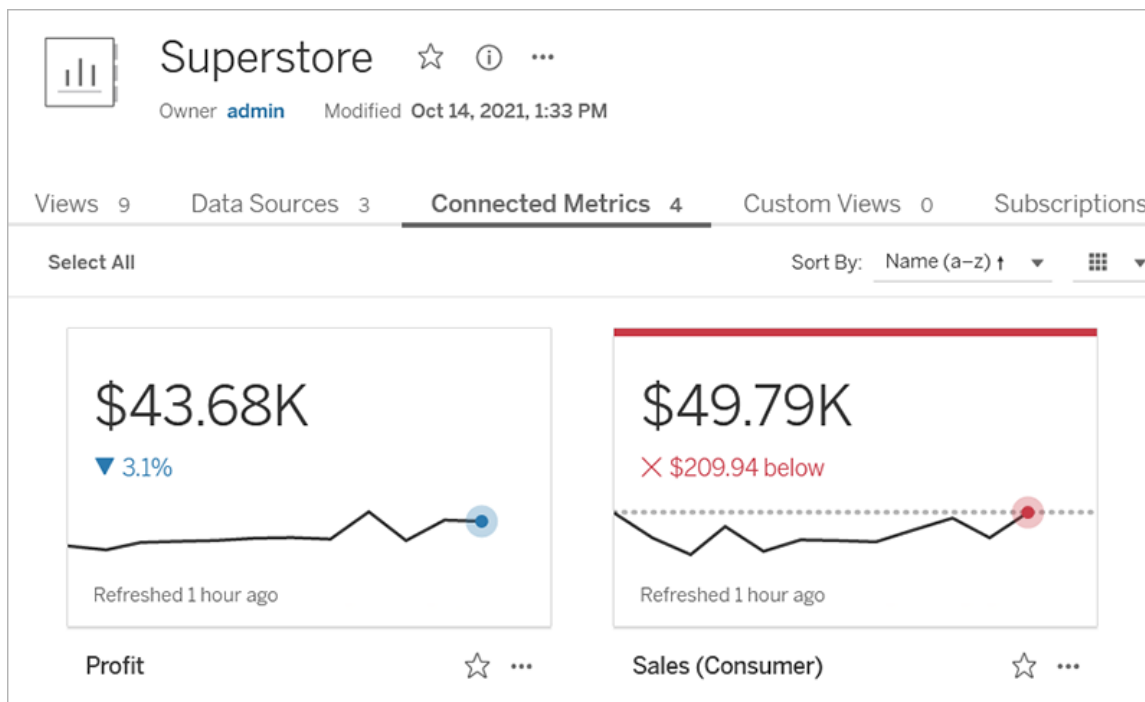 Superstore
Owner admin Modified Oct 14, 2021, 1:33 PM
Views 9 Data Sources 3 Connected Metrics 4 Custom Views 0 Subscriptions
Select All Sort By: Name (a–z) ↑
$43.68K
▼ 3.1%
Refreshed 1 hour ago
Profit
$49.79K
× $209.94 below
Refreshed 1 hour ago
Sales (Consumer)